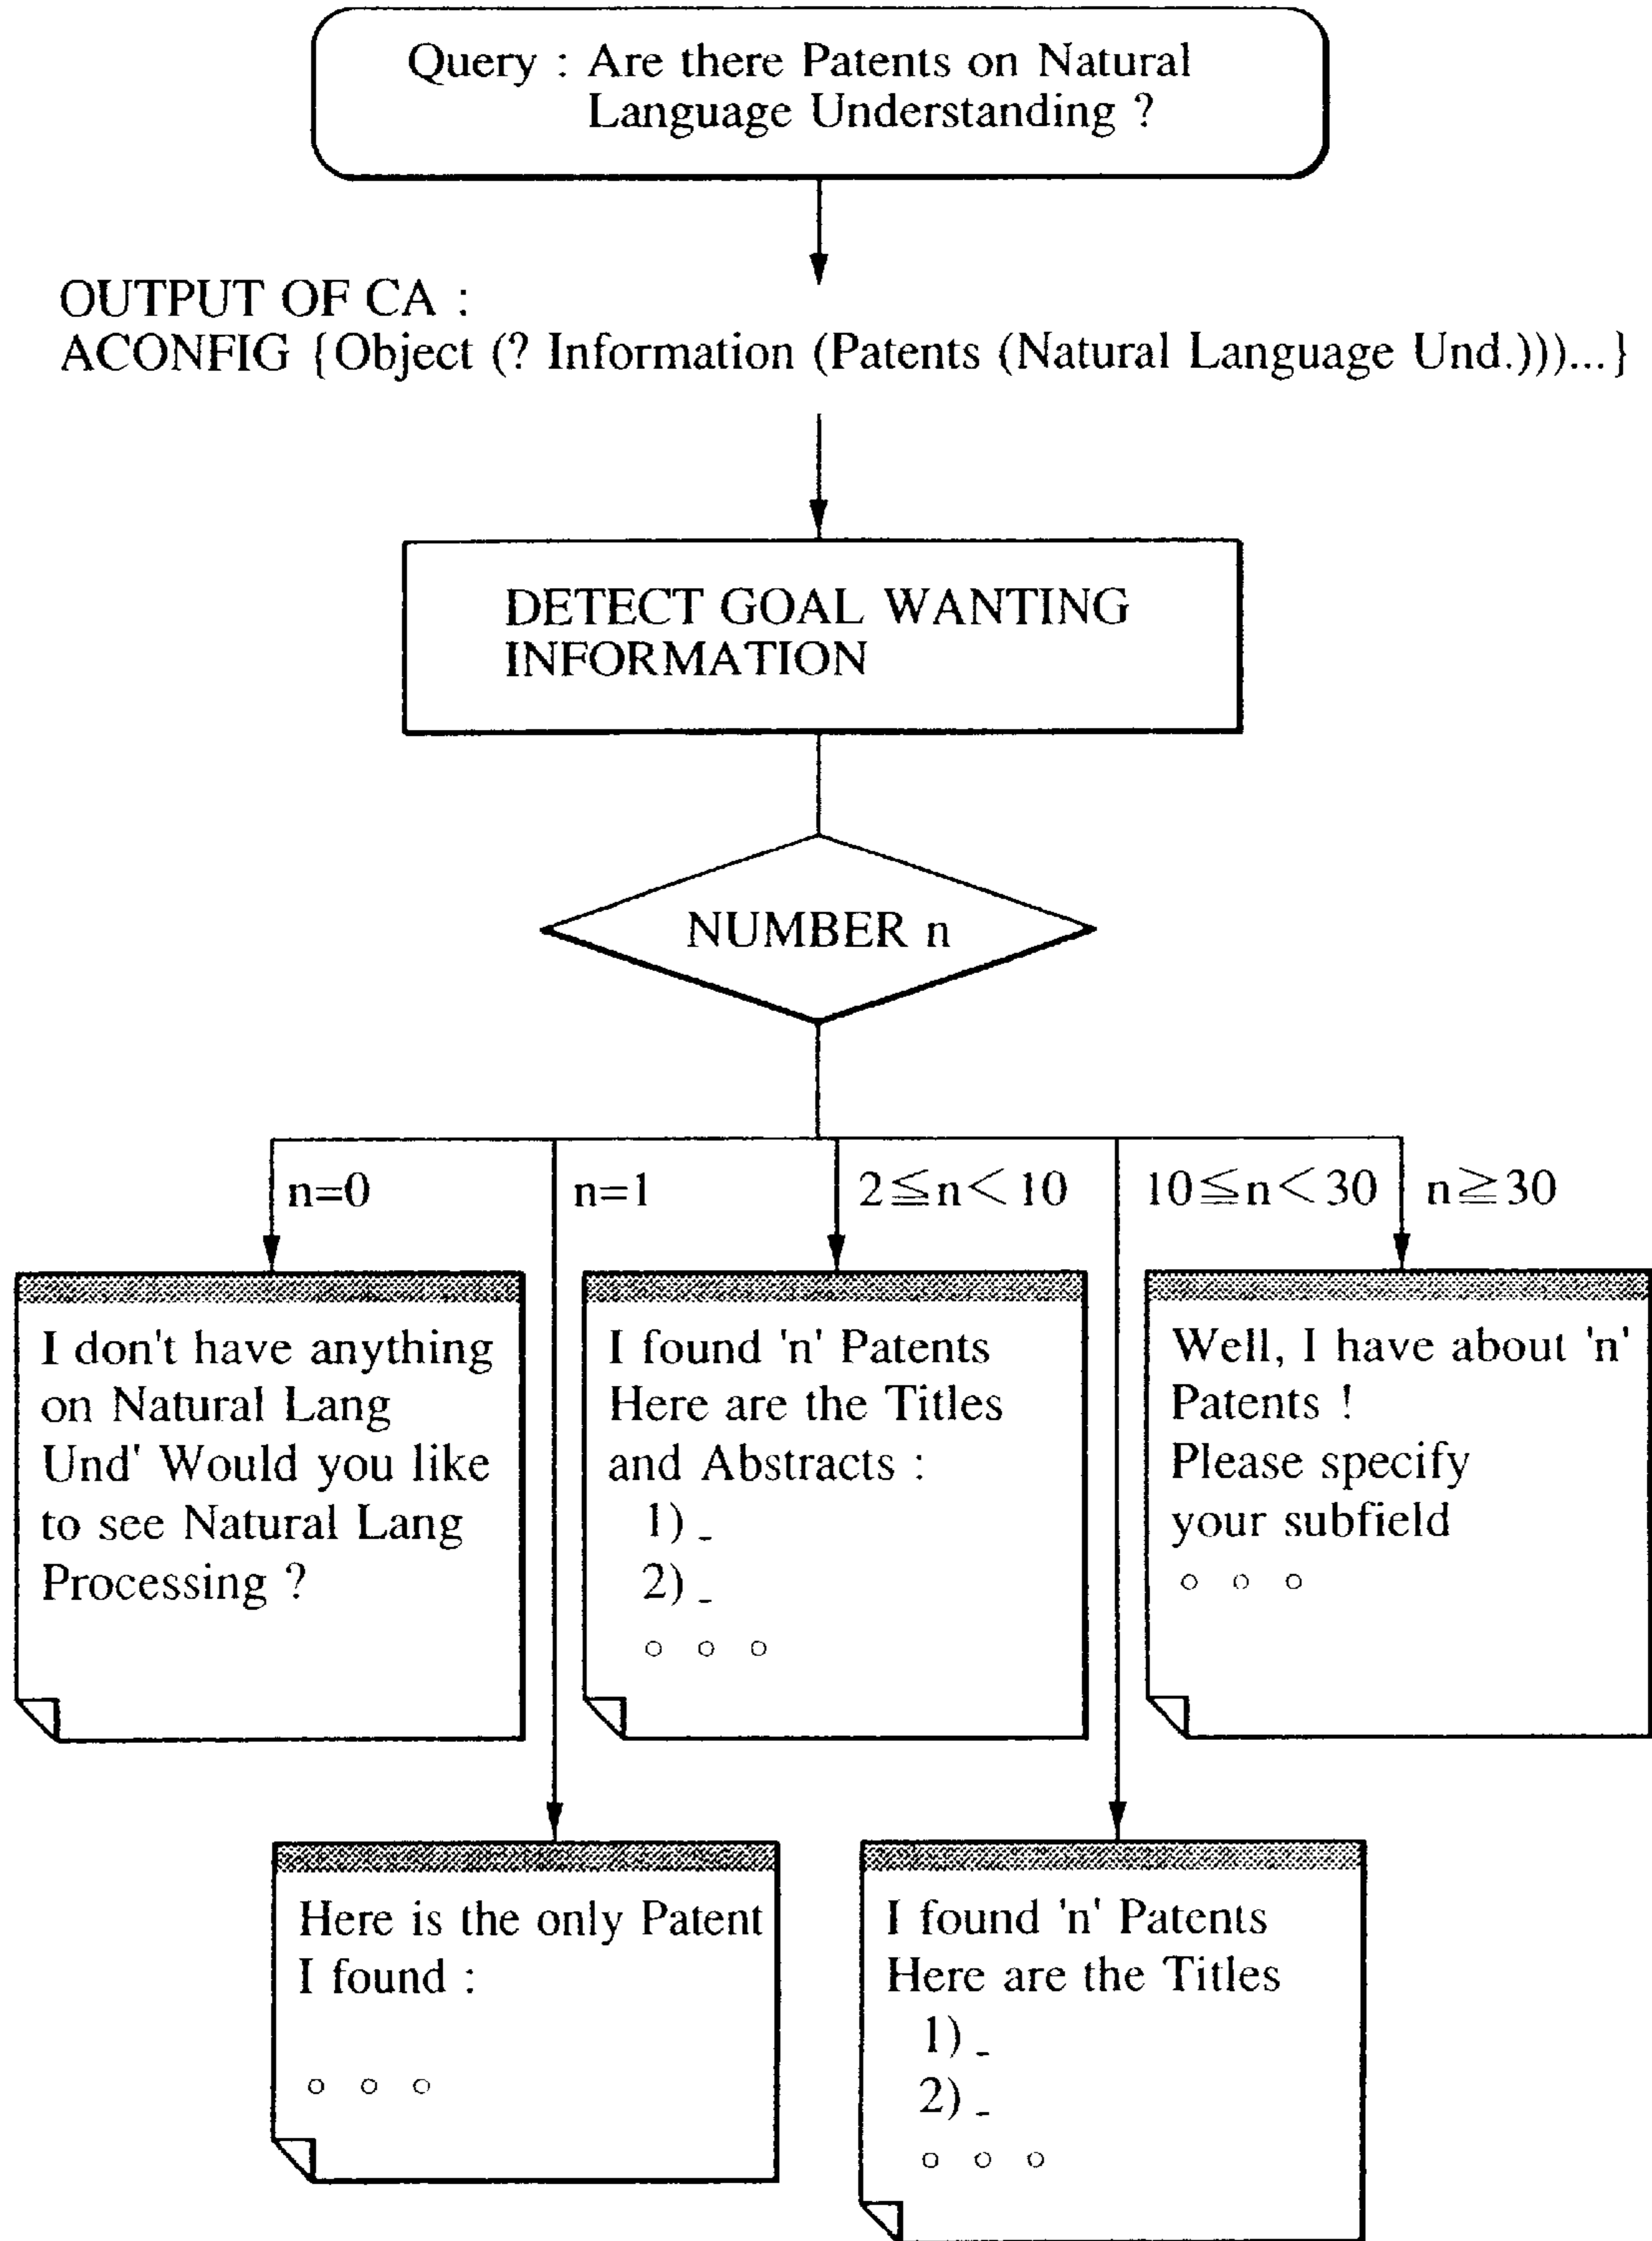 Query : Are there Patents on Natural
Language Understanding ?
OUTPUT OF CA :
ACONFIG {Object (? Information (Patents (Natural Language Und.)))...}
DETECT GOAL WANTING
INFORMATION
NUMBER n
n=0
n=1
2≦n<10
10≦n<30
n≧30
I don't have anything
on Natural Lang
Und' Would you like
to see Natural Lang
Processing ?
I found 'n' Patents
Here are the Titles
and Abstracts :
1) _
2) _
○ ○ ○
Well, I have about 'n'
Patents !
Please specify
your subfield
○ ○ ○
Here is the only Patent
I found :
○ ○ ○
I found 'n' Patents
Here are the Titles
1) _
2) _
○ ○ ○